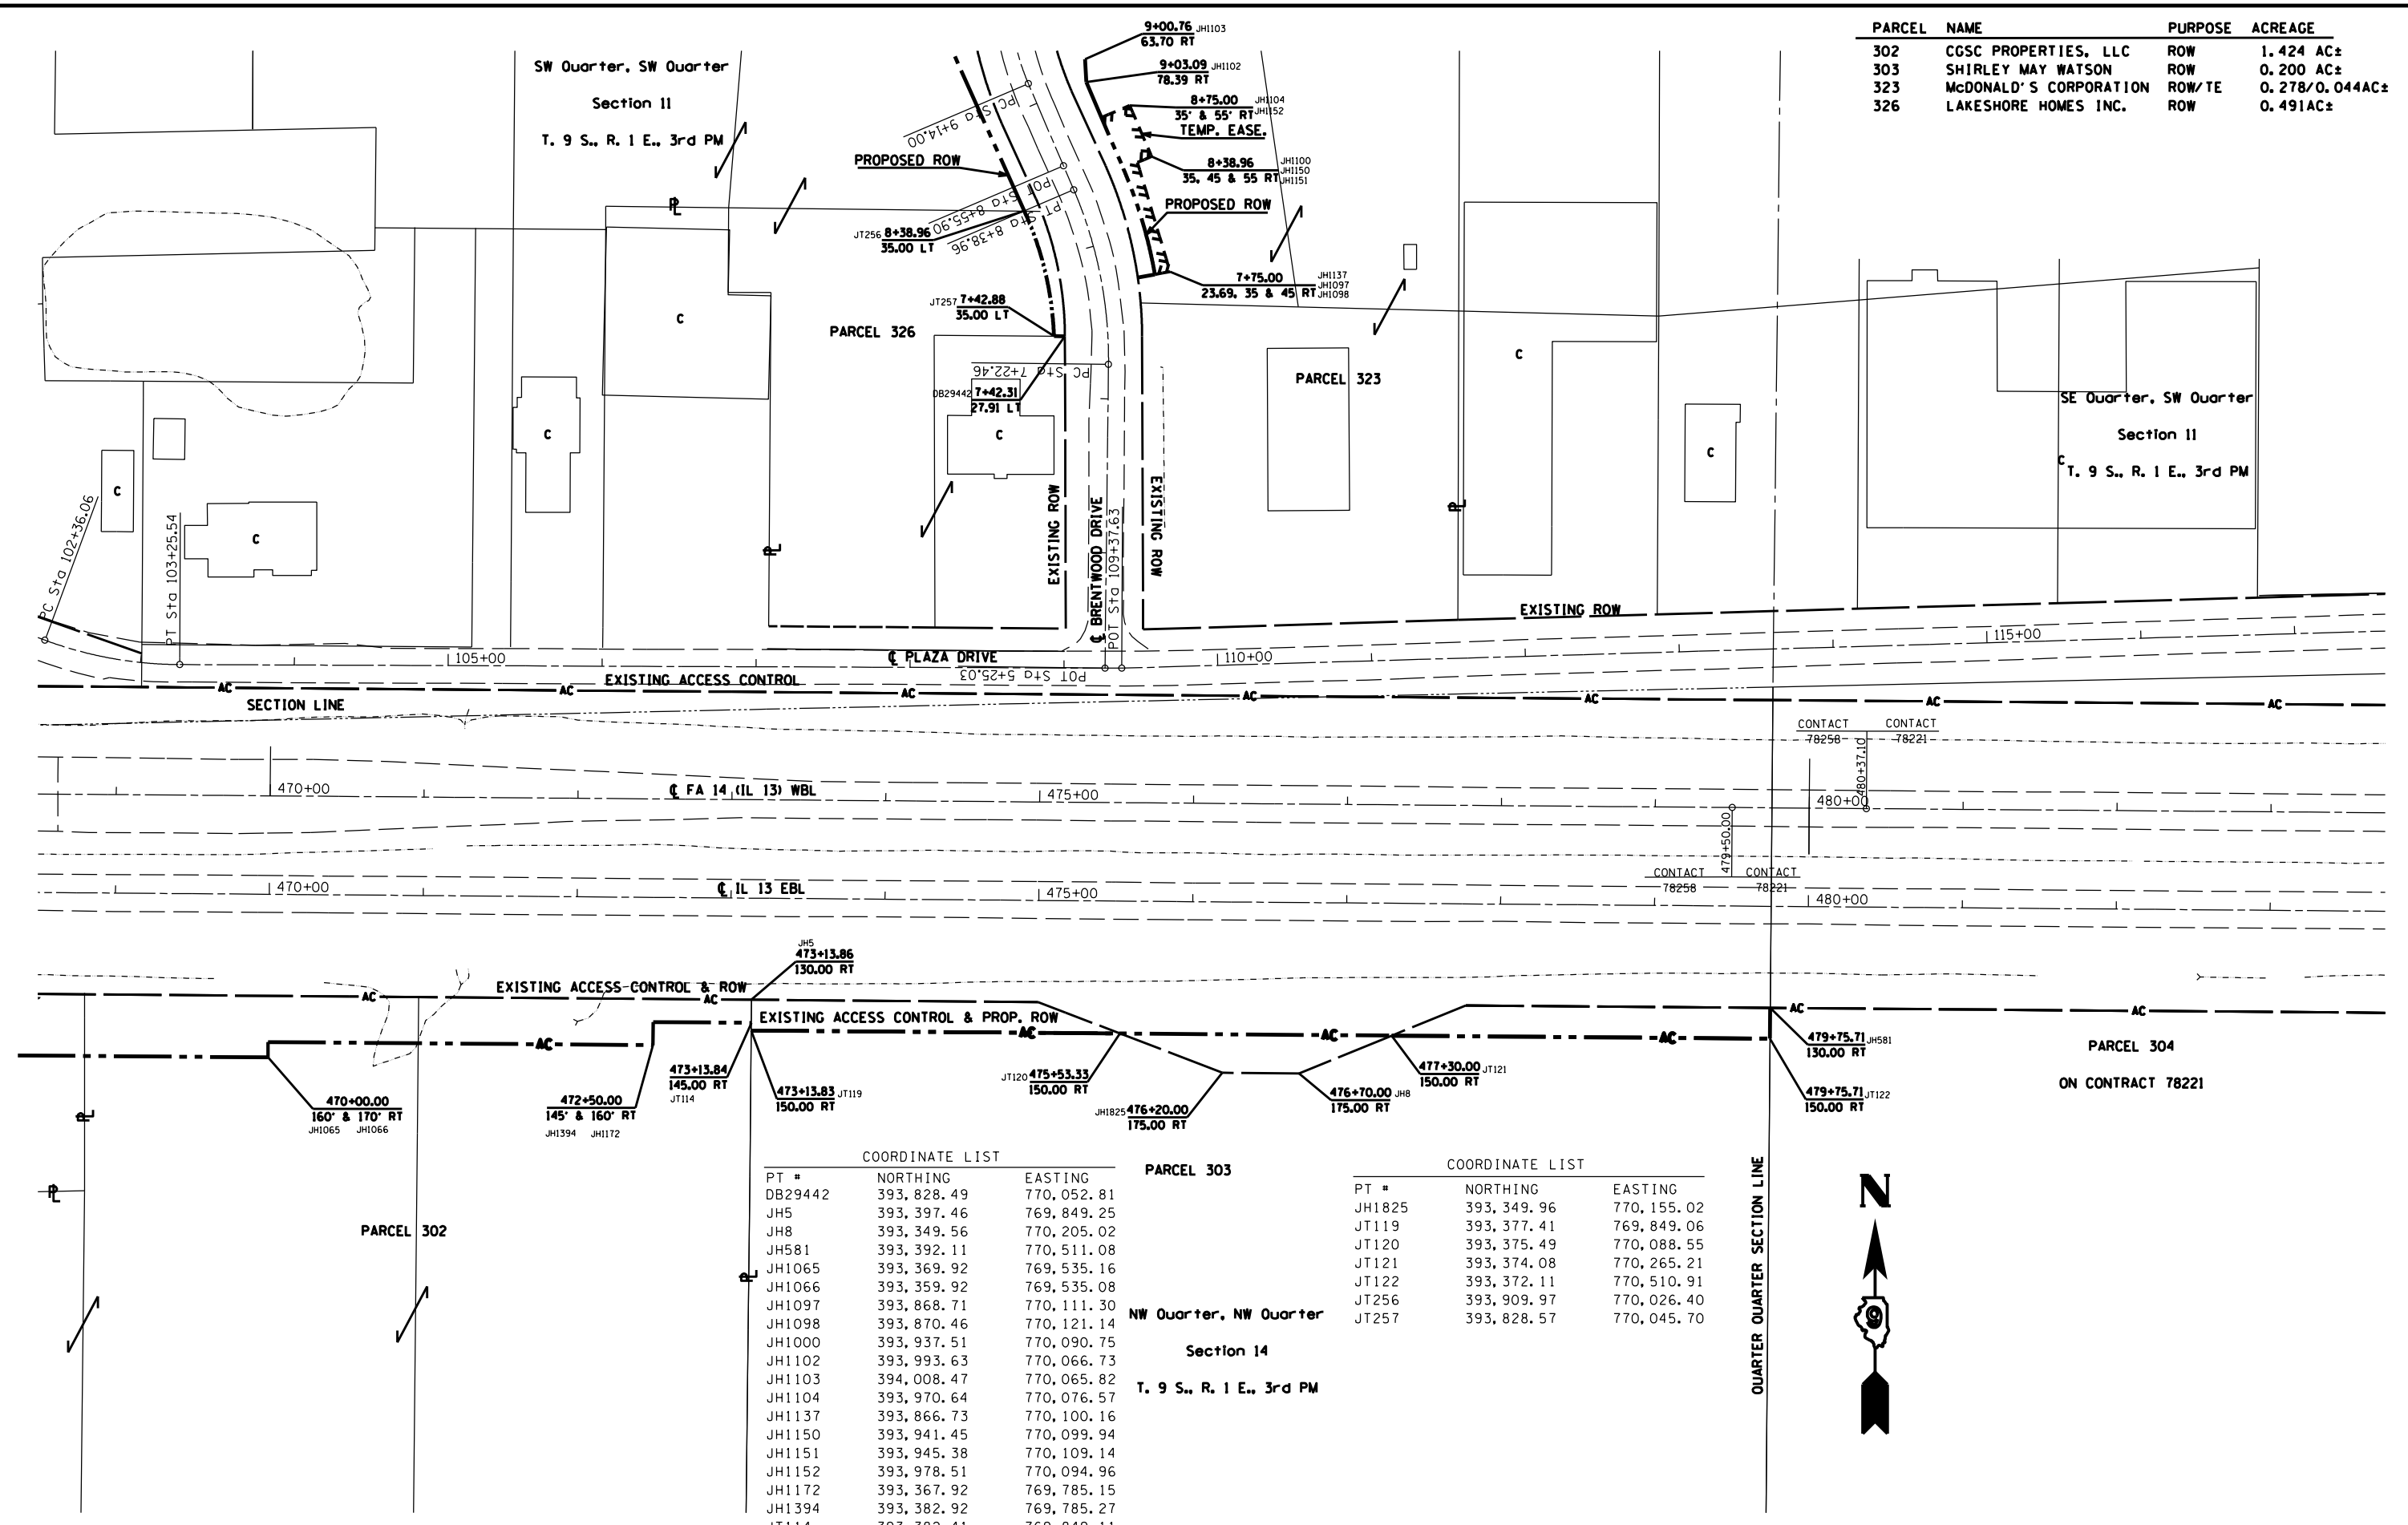 PARCEL NAME PURPOSE ACREAGE
302 CGSC PROPERTIES, LLC ROW 1.424 AC±
303 SHIRLEY MAY WATSON ROW 0.200 AC±
323 McDONALD'S CORPORATION ROW/TE 0.278/0.044AC±
326 LAKESHORE HOMES INC. ROW 0.491AC±
SW Quarter, SW Quarter
Section 11
T. 9 S., R. 1 E., 3rd PM
9+00.76 JH1103
63.70 RT
9+03.09 JH1102
78.39 RT
8+75.00 JH1104
35' & 55' RT JH1152
TEMP. EASE.
8+38.96 JH1100
35, 45 & 55 RT JH1150
JH1151
PROPOSED ROW
7+75.00 JH1137
23.69, 35 & 45 RT JH1097
JH1098
PC Sta 9+14.00
PROPOSED ROW
POT Sta 8+55.90
PT Sta 8+38.96
JT256 8+38.96
35.00 LT
JT257 7+42.88
35.00 LT
PC Sta 7+22.46
DB29442 7+42.31
27.91 LT
PL
C
PARCEL 326
PARCEL 323
C
C
C
C
C
C
C
PL
PL
SE Quarter, SW Quarter
Section 11
T. 9 S., R. 1 E., 3rd PM
PC Sta 102+36.06
PT Sta 103+25.54
EXISTING ROW
CL BRENTWOOD DRIVE
POT Sta 109+37.63
EXISTING ROW
EXISTING ROW
105+00
CL PLAZA DRIVE
110+00
115+00
POT Sta 5+25.03
EXISTING ACCESS CONTROL
AC AC AC AC AC AC AC
SECTION LINE
CONTACT CONTACT
78258 78221
480+37.10
470+00
CL FA 14 (IL 13) WBL
475+00
480+00
479+50.00
CONTACT CONTACT
78258 78221
470+00
CL IL 13 EBL
475+00
480+00
JH5
473+13.86
130.00 RT
EXISTING ACCESS CONTROL & ROW
AC AC AC AC
EXISTING ACCESS CONTROL & PROP. ROW
AC AC AC AC
470+00.00
160' & 170' RT
JH1065 JH1066
472+50.00
145' & 160' RT
JH1394 JH1172
473+13.84
145.00 RT
JT114
473+13.83 JT119
150.00 RT
JT120 475+53.33
150.00 RT
JH1825 476+20.00
175.00 RT
476+70.00 JH8
175.00 RT
477+30.00 JT121
150.00 RT
479+75.71 JH581
130.00 RT
479+75.71 JT122
150.00 RT
PARCEL 304
ON CONTRACT 78221
PL
PL
PL
PARCEL 302
PARCEL 303
NW Quarter, NW Quarter
Section 14
T. 9 S., R. 1 E., 3rd PM
QUARTER QUARTER SECTION LINE
N
9
COORDINATE LIST
PT # NORTHING EASTING
DB29442 393,828.49 770,052.81
JH5 393,397.46 769,849.25
JH8 393,349.56 770,205.02
JH581 393,392.11 770,511.08
JH1065 393,369.92 769,535.16
JH1066 393,359.92 769,535.08
JH1097 393,868.71 770,111.30
JH1098 393,870.46 770,121.14
JH1000 393,937.51 770,090.75
JH1102 393,993.63 770,066.73
JH1103 394,008.47 770,065.82
JH1104 393,970.64 770,076.57
JH1137 393,866.73 770,100.16
JH1150 393,941.45 770,099.94
JH1151 393,945.38 770,109.14
JH1152 393,978.51 770,094.96
JH1172 393,367.92 769,785.15
JH1394 393,382.92 769,785.27
COORDINATE LIST
PT # NORTHING EASTING
JH1825 393,349.96 770,155.02
JT119 393,377.41 769,849.06
JT120 393,375.49 770,088.55
JT121 393,374.08 770,265.21
JT122 393,372.11 770,510.91
JT256 393,909.97 770,026.40
JT257 393,828.57 770,045.70